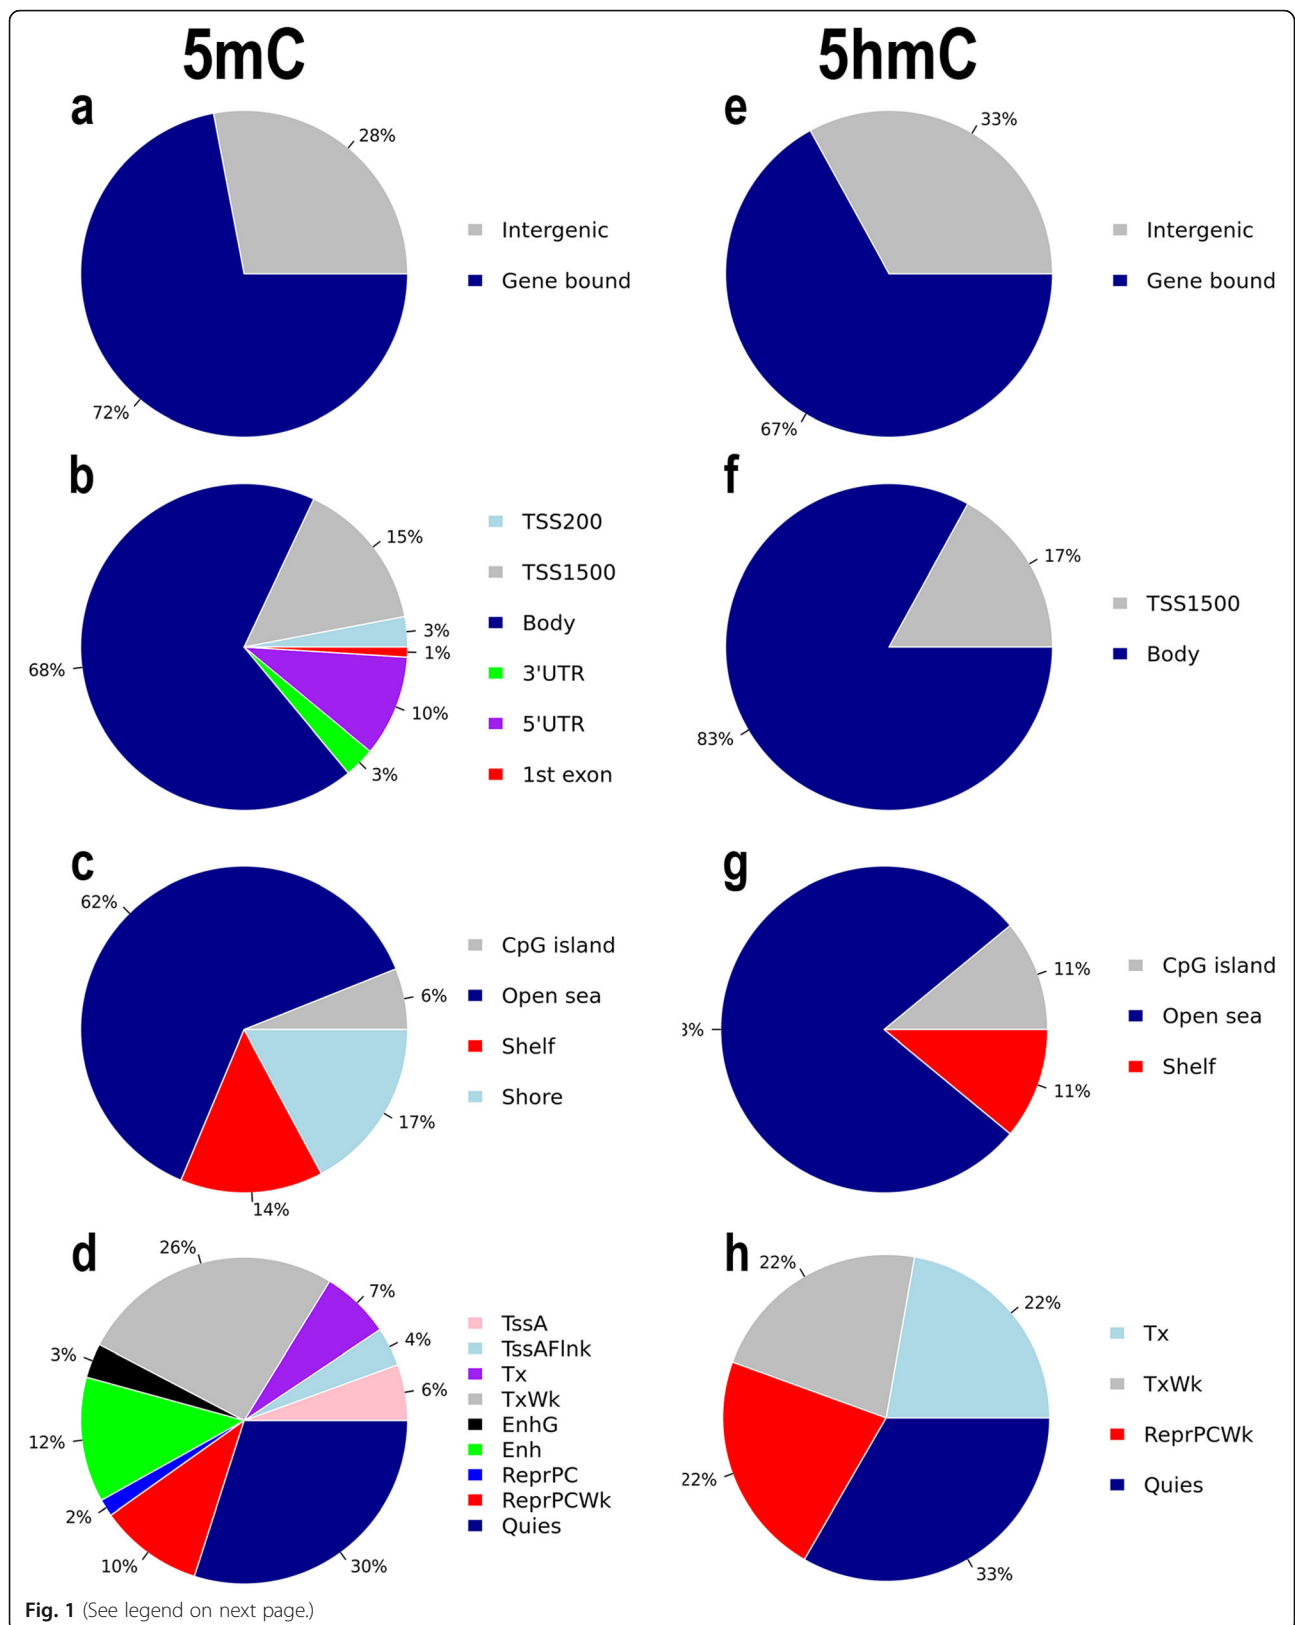 5mC
5hmC
a
28%
72%
Intergenic
Gene bound
e
33%
67%
Intergenic
Gene bound
b
15%
3%
1%
10%
3%
68%
TSS200
TSS1500
Body
3'UTR
5'UTR
1st exon
f
17%
83%
TSS1500
Body
c
62%
6%
17%
14%
CpG island
Open sea
Shelf
Shore
g
11%
11%
CpG island
Open sea
Shelf
d
26%
7%
4%
6%
3%
12%
2%
10%
30%
TssA
TssAFlnk
Tx
TxWk
EnhG
Enh
ReprPC
ReprPCWk
Quies
h
22%
22%
22%
33%
Tx
TxWk
ReprPCWk
Quies
Fig. 1 (See legend on next page.)